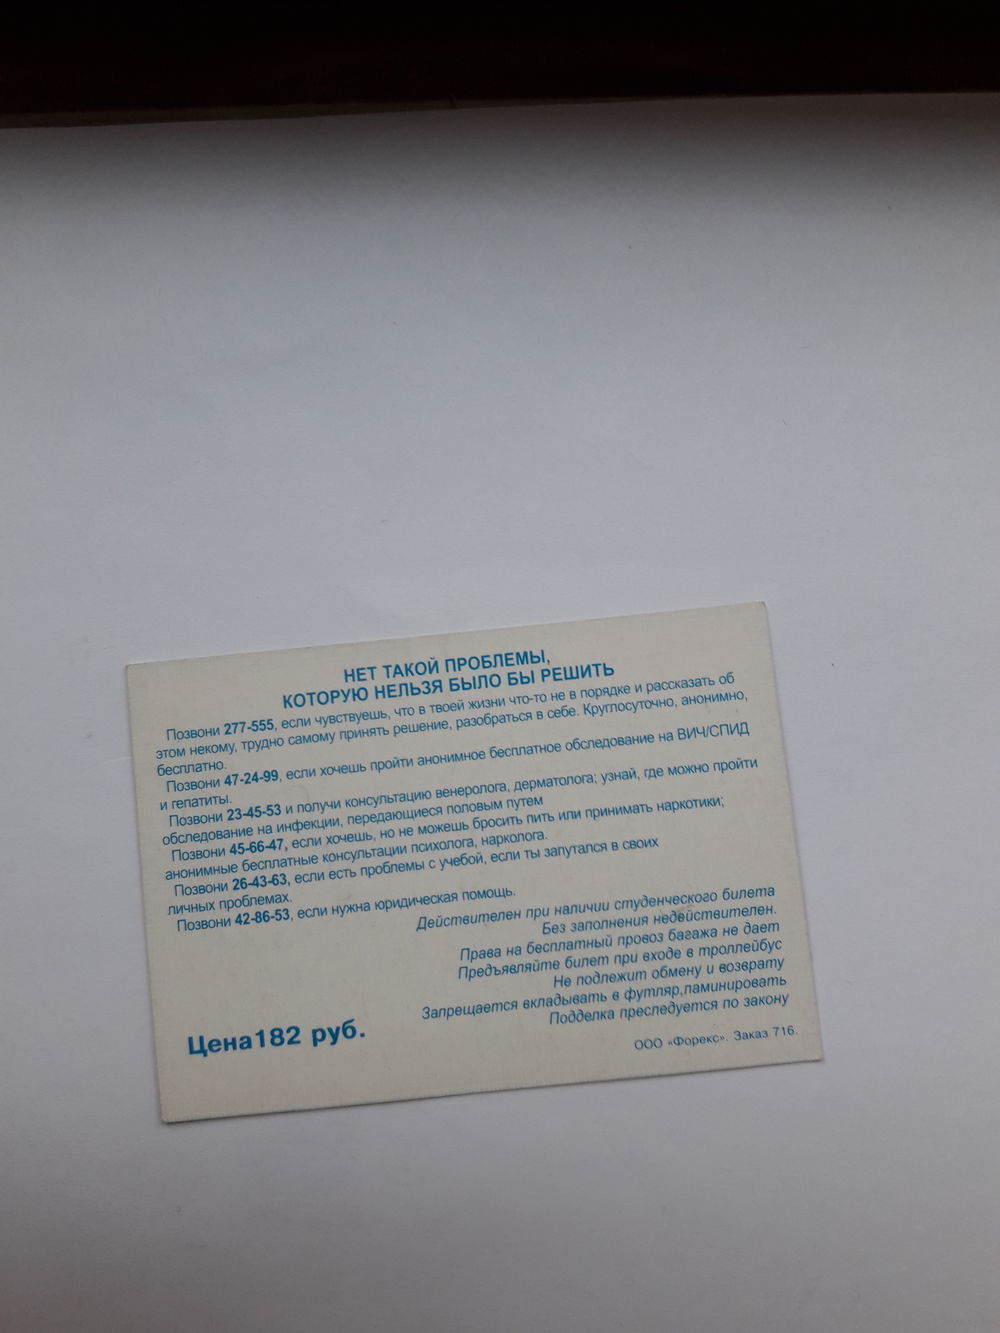 НЕТ ТАКОЙ ПРОБЛЕМЫ,
КОТОРУЮ НЕЛЬЗЯ БЫЛО БЫ РЕШИТЬ
Позвони 277-555, если чувствуешь, что в твоей жизни что-то не в порядке и рассказать об
этом некому, трудно самому принять решение, разобраться в себе. Круглосуточно, анонимно,
бесплатно.
Позвони 47-24-99, если хочешь пройти анонимное бесплатное обследование на ВИЧ/СПИД
и гепатиты.
Позвони 23-45-53 и получи консультацию венеролога, дерматолога; узнай, где можно пройти
обследование на инфекции, передающиеся половым путем
Позвони 45-66-47, если хочешь, но не можешь бросить пить или принимать наркотики;
анонимные бесплатные консультации психолога, нарколога.
Позвони 26-43-63, если есть проблемы с учебой, если ты запутался в своих
личных проблемах.
Позвони 42-86-53, если нужна юридическая помощь.
Действителен при наличии студенческого билета
Без заполнения недействителен.
Права на бесплатный провоз багажа не дает
Предъявляйте билет при входе в троллейбус
Не подлежит обмену и возврату
Запрещается вкладывать в футляр,ламинировать
Подделка преследуется по закону
Цена182 руб.
ООО «Форекс». Заказ 716.